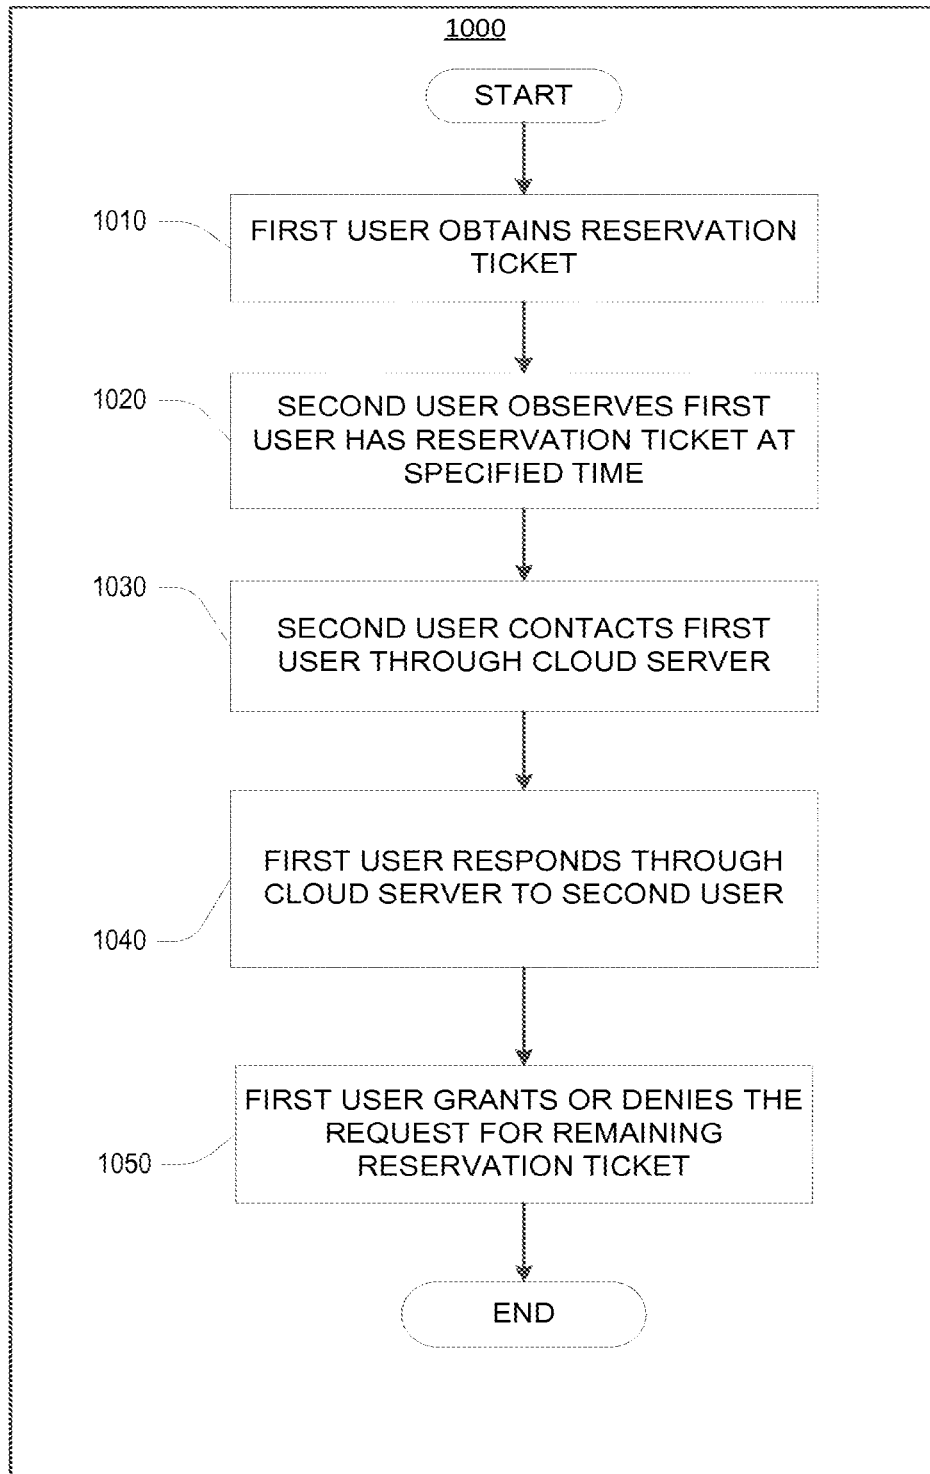 1000
START
1010
FIRST USER OBTAINS RESERVATION
TICKET
1020
SECOND USER OBSERVES FIRST
USER HAS RESERVATION TICKET AT
SPECIFIED TIME
1030
SECOND USER CONTACTS FIRST
USER THROUGH CLOUD SERVER
FIRST USER RESPONDS THROUGH
CLOUD SERVER TO SECOND USER
1040
FIRST USER GRANTS OR DENIES THE
REQUEST FOR REMAINING
RESERVATION TICKET
1050
END